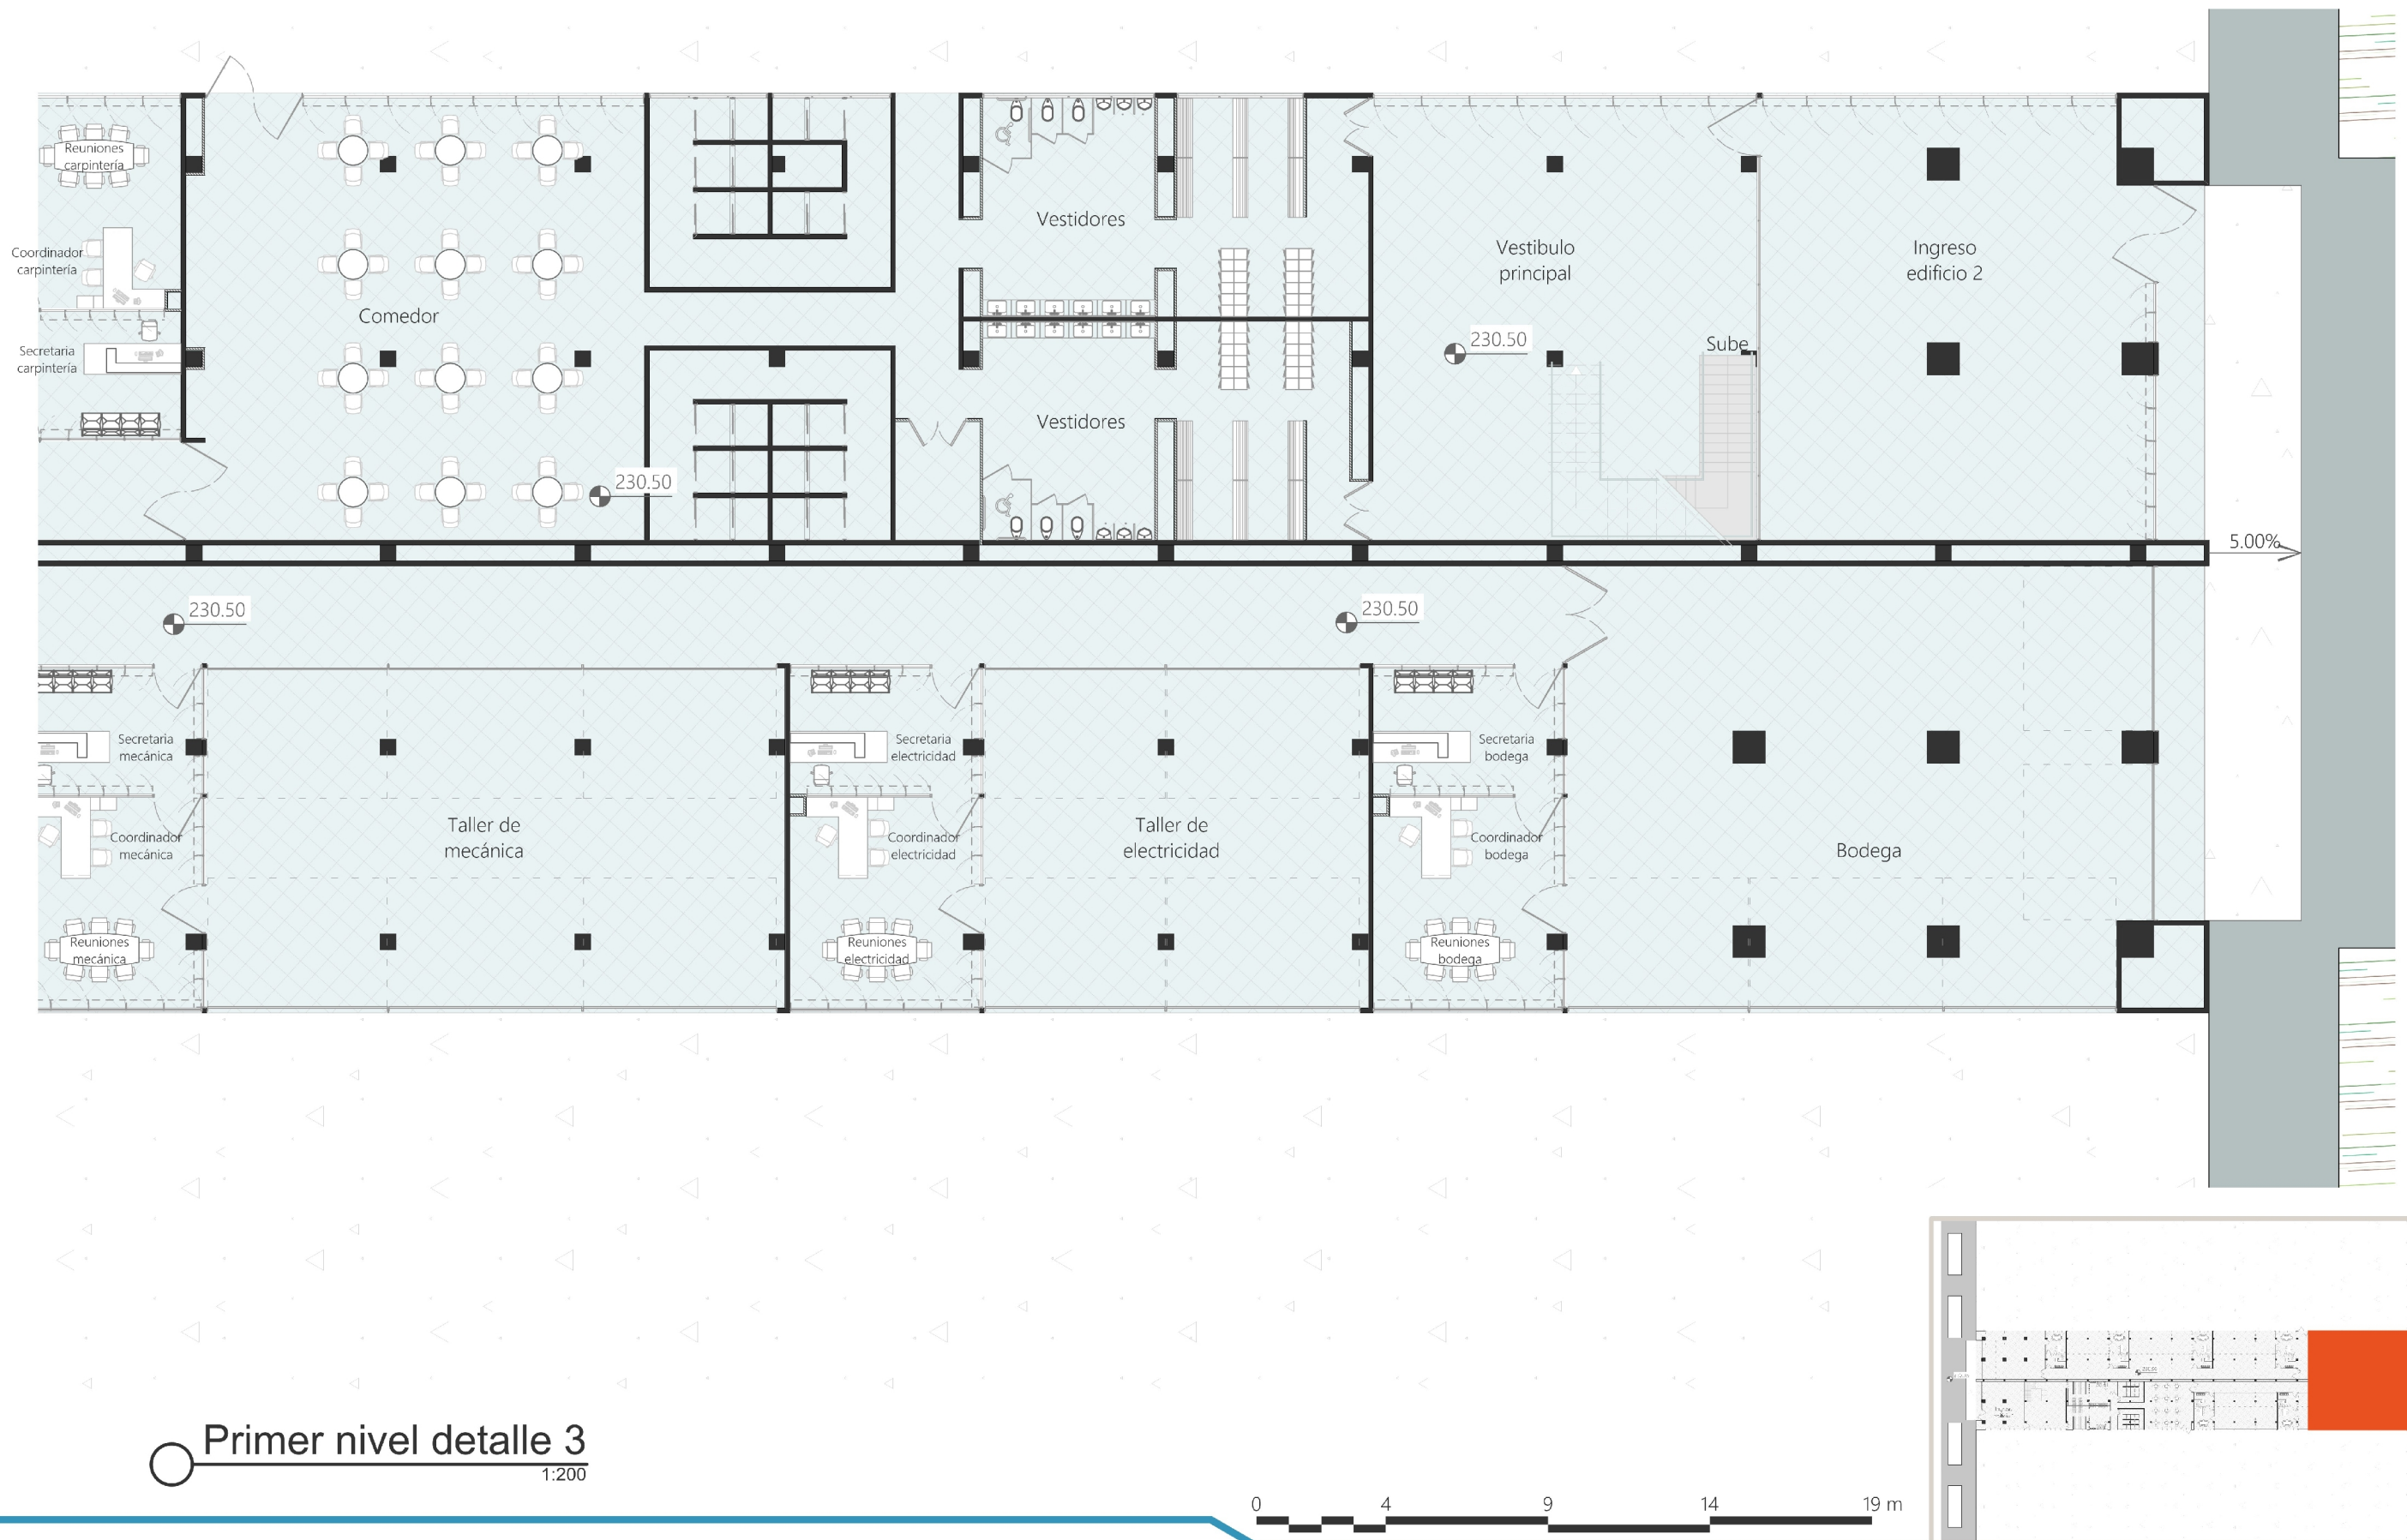 Reuniones
carpintería
Coordinador
carpintería
Secretaria
carpintería
Comedor
230.50
Vestidores
Vestidores
Vestibulo
principal
230.50
Sube
Ingreso
edificio 2
5.00%
230.50
230.50
Secretaria
mecánica
Coordinador
mecánica
Reuniones
mecánica
Taller de
mecánica
Secretaria
electricidad
Coordinador
electricidad
Reuniones
electricidad
Taller de
electricidad
Secretaria
bodega
Coordinador
bodega
Reuniones
bodega
Bodega
Primer nivel detalle 3
1:200
0 4 9 14 19 m